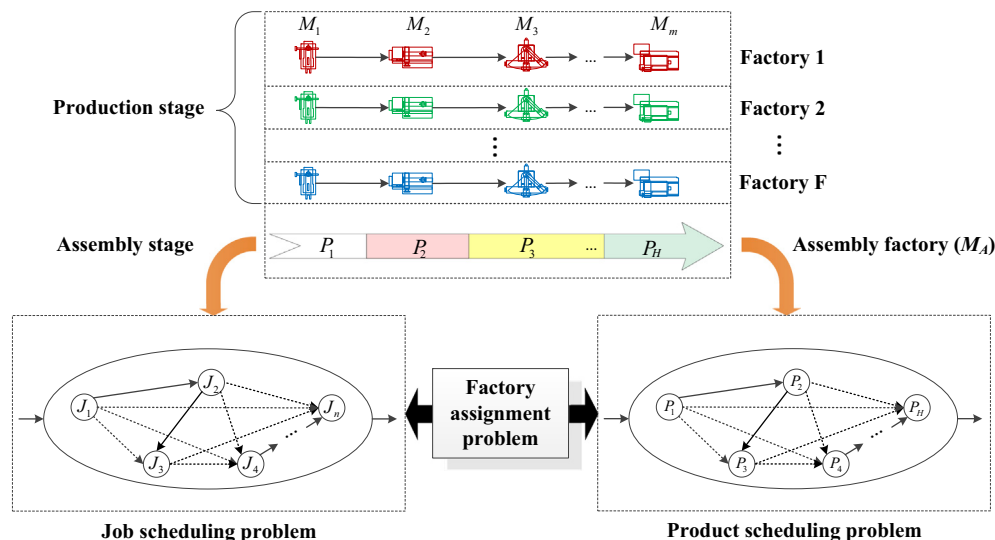 M1 M2 M3 Mm
Factory 1
...
Production stage
Factory 2
...
⋮ ⋮
Factory F
...
Assembly stage
P1 P2 P3 ... PH
Assembly factory (MA)
J1 J2 J3 J4 ... Jn
Factory
assignment
problem
P1 P2 P3 P4 ... PH
Job scheduling problem
Product scheduling problem